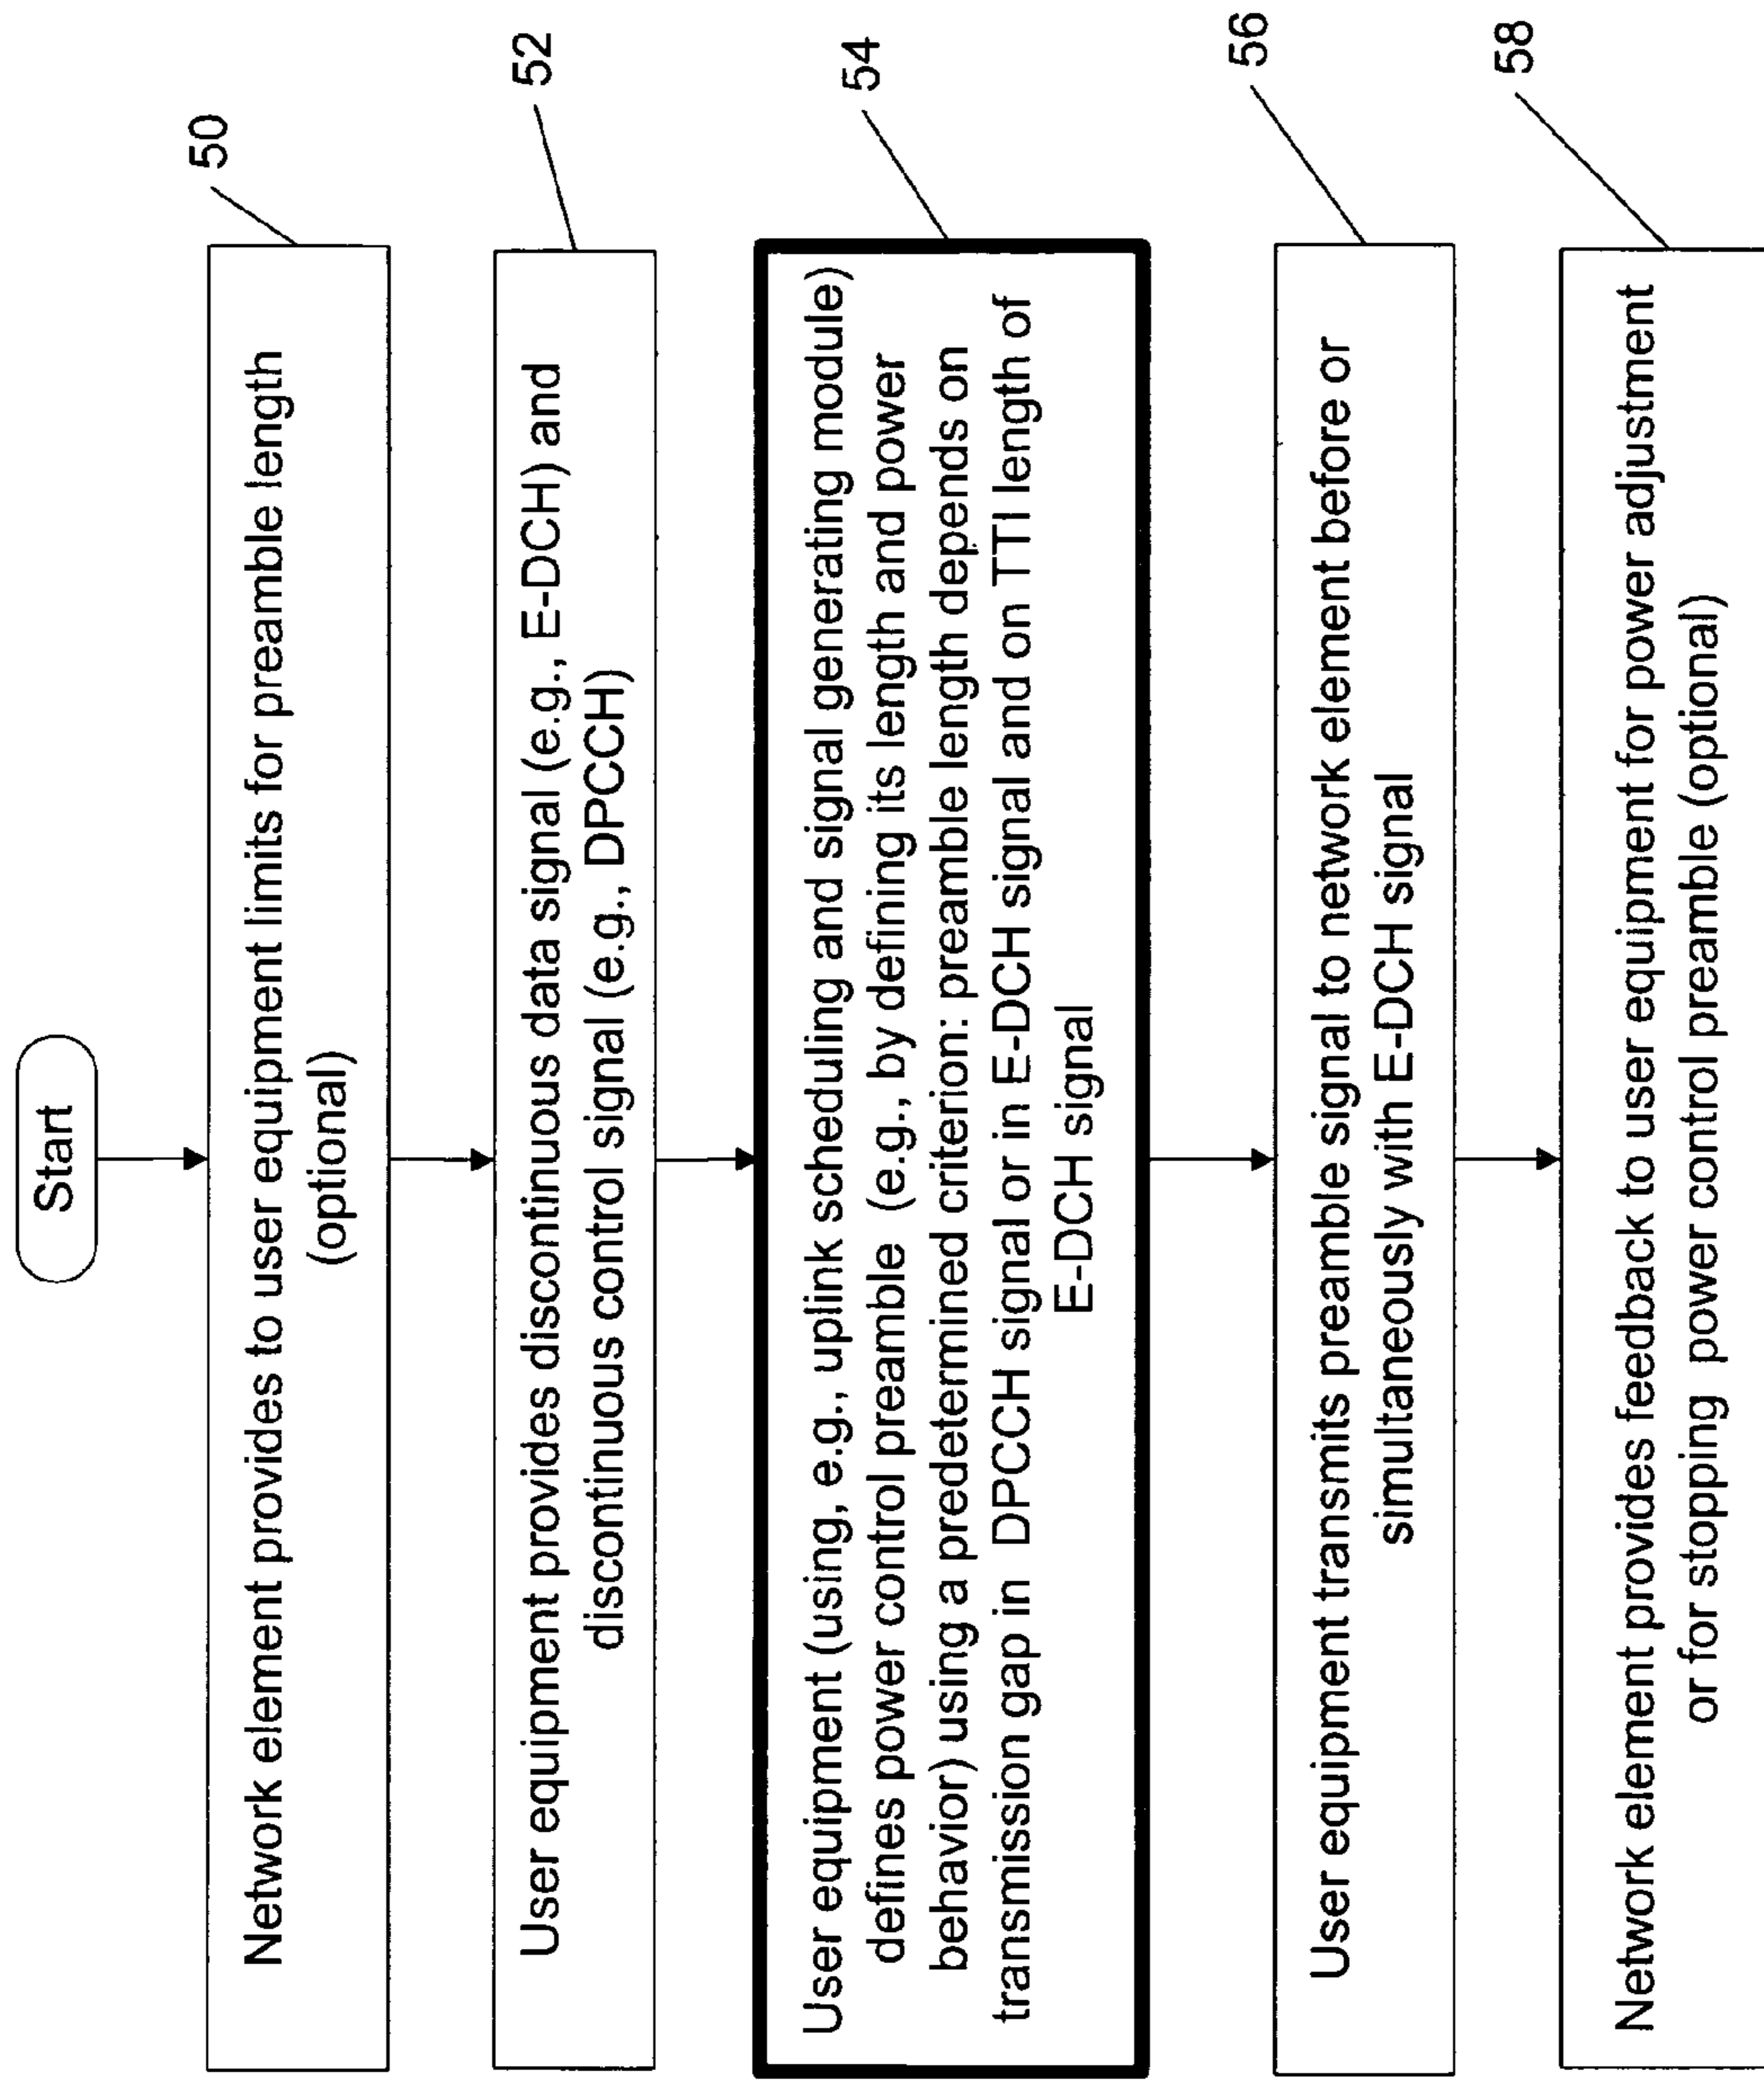 Start
50
Network element provides to user equipment limits for preamble length
(optional)
52
User equipment provides discontinuous data signal (e.g., E-DCH) and
discontinuous control signal (e.g., DPCCH)
54
User equipment (using, e.g., uplink scheduling and signal generating module)
defines power control preamble (e.g., by defining its length and power
behavior) using a predetermined criterion: preamble length depends on
transmission gap in DPCCH signal or in E-DCH signal and on TTI length of
E-DCH signal
56
User equipment transmits preamble signal to network element before or
simultaneously with E-DCH signal
58
Network element provides feedback to user equipment for power adjustment
or for stopping power control preamble (optional)